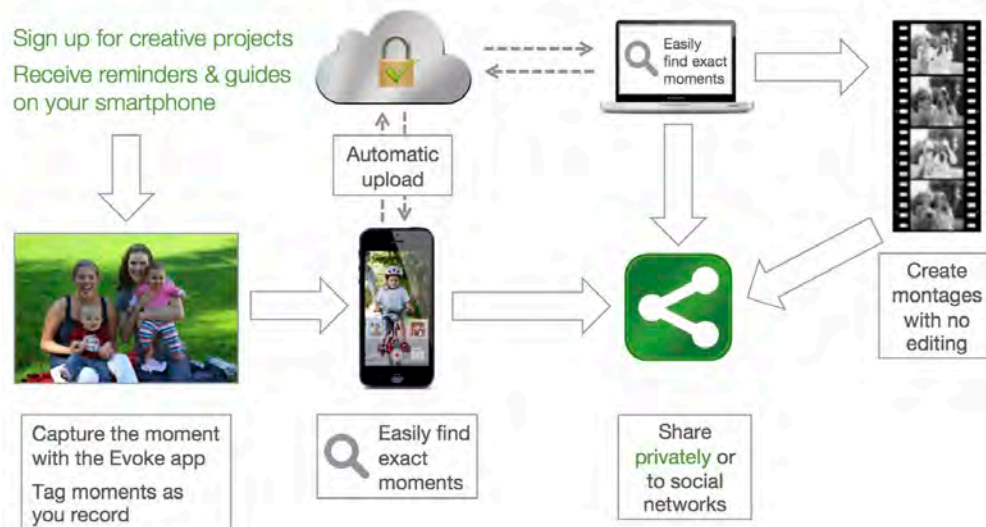 Sign up for creative projects
Receive reminders & guides
on your smartphone
Automatic
upload
Easily
find exact
moments
Create
montages
with no
editing
Capture the moment
with the Evoke app
Tag moments as
you record
Easily find
exact
moments
Share
privately or
to social
networks